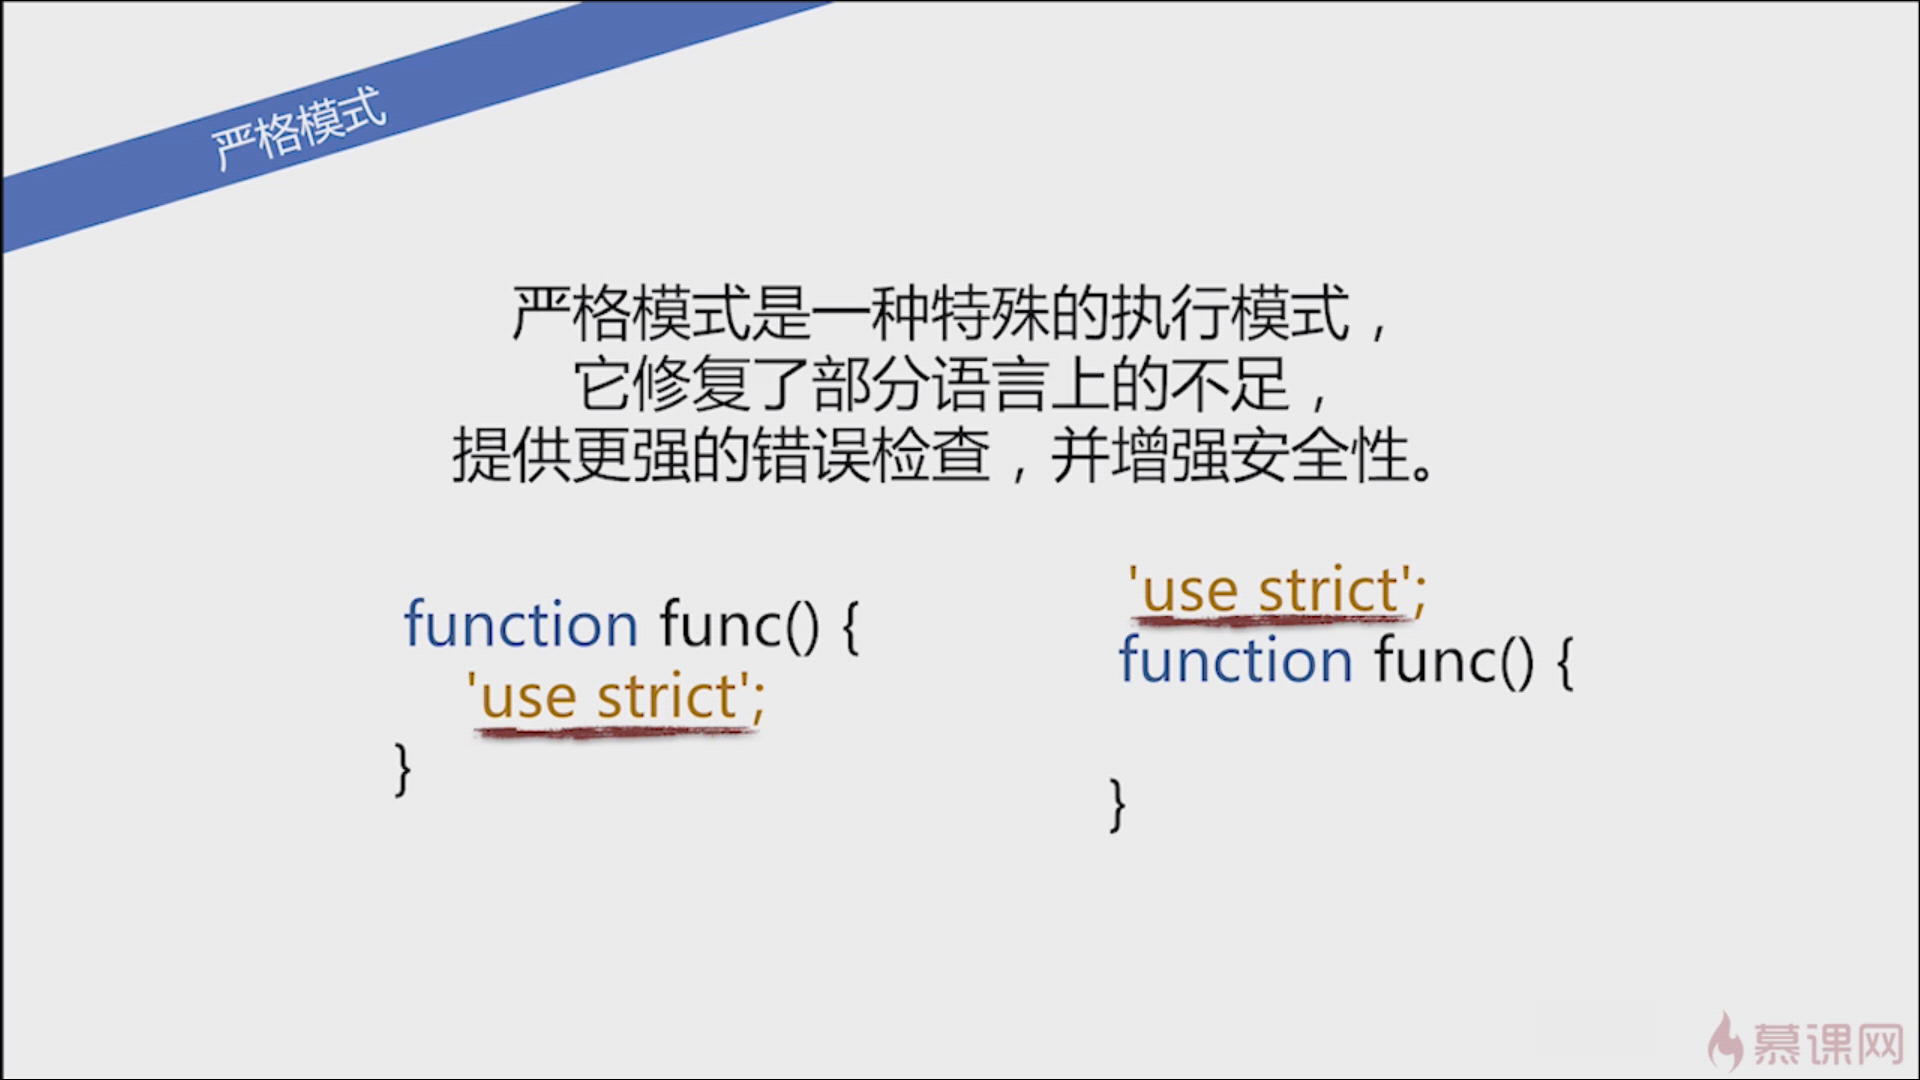 严格模式
严格模式是一种特殊的执行模式，
它修复了部分语言上的不足，
提供更强的错误检查，并增强安全性。
function func() {
'use strict';
}
'use strict';
function func() {
}
慕课网